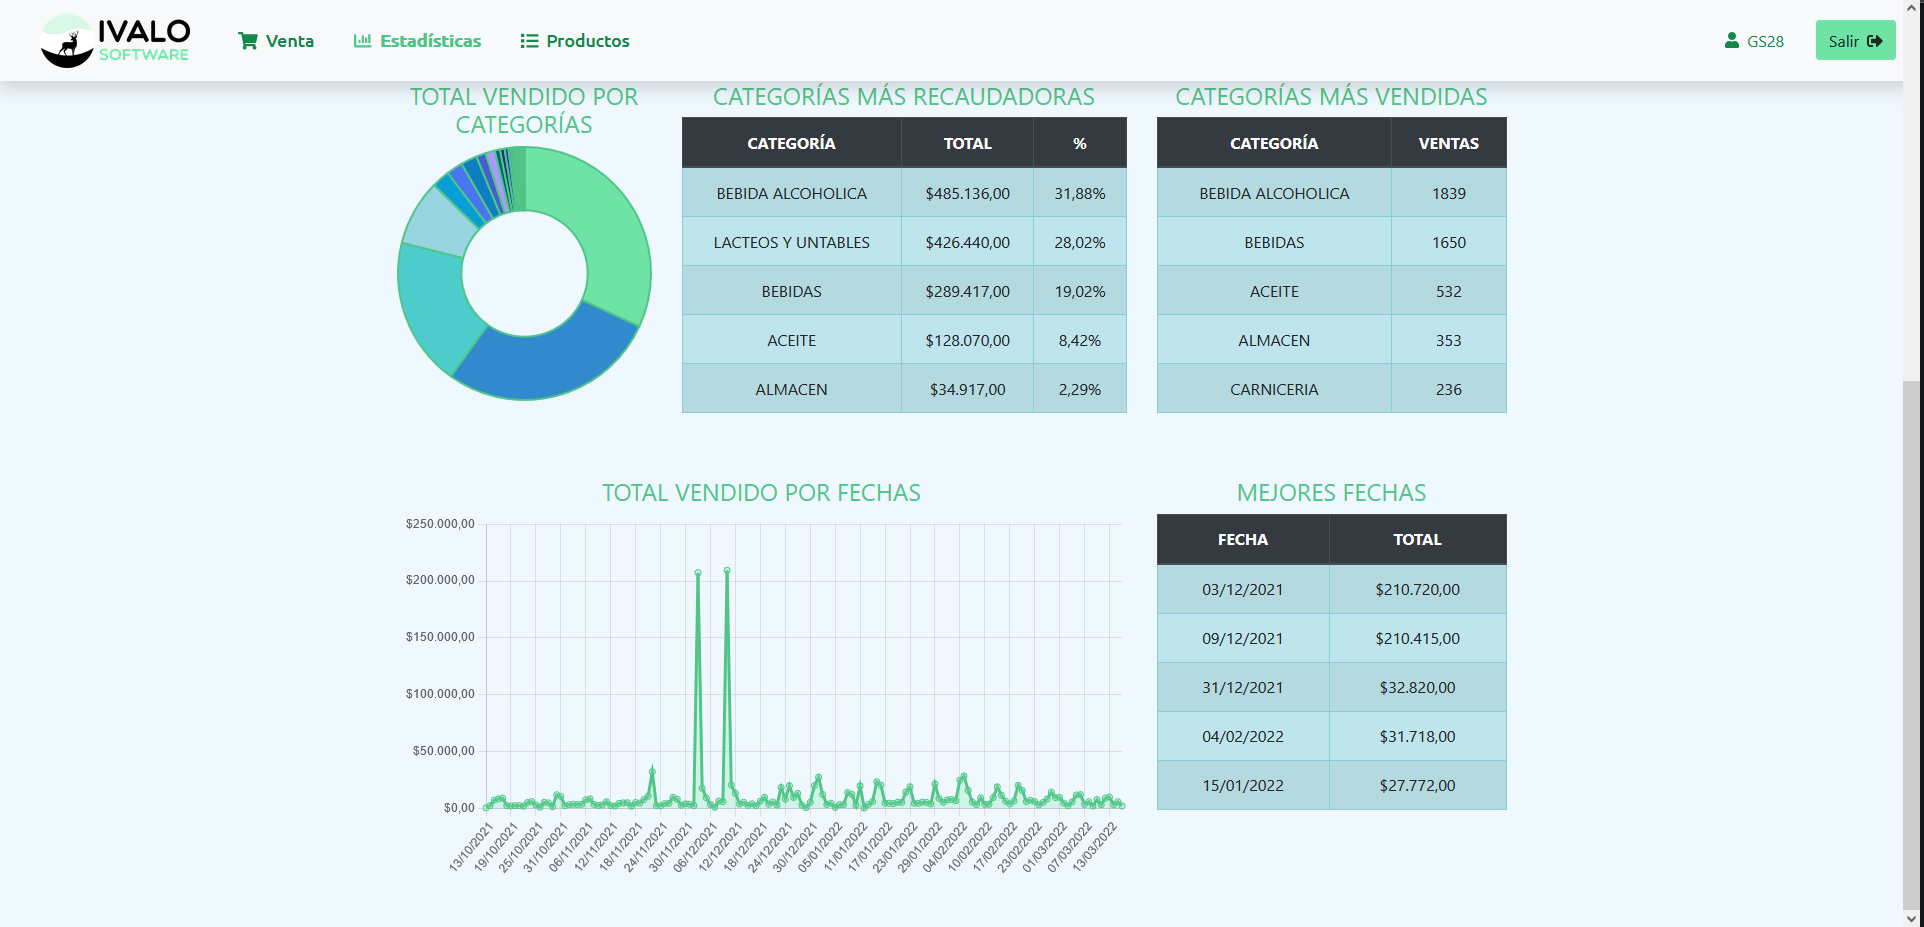 IVALO
SOFTWARE
Venta
Estadísticas
Productos
GS28
Salir
TOTAL VENDIDO POR
CATEGORÍAS
CATEGORÍAS MÁS RECAUDADORAS
CATEGORÍA TOTAL %
BEBIDA ALCOHOLICA $485.136,00 31,88%
LACTEOS Y UNTABLES $426.440,00 28,02%
BEBIDAS $289.417,00 19,02%
ACEITE $128.070,00 8,42%
ALMACEN $34.917,00 2,29%
CATEGORÍAS MÁS VENDIDAS
CATEGORÍA VENTAS
BEBIDA ALCOHOLICA 1839
BEBIDAS 1650
ACEITE 532
ALMACEN 353
CARNICERIA 236
TOTAL VENDIDO POR FECHAS
$250.000,00
$200.000,00
$150.000,00
$100.000,00
$50.000,00
$0,00
13/10/2021
19/10/2021
25/10/2021
31/10/2021
06/11/2021
12/11/2021
18/11/2021
24/11/2021
30/11/2021
06/12/2021
12/12/2021
18/12/2021
24/12/2021
30/12/2021
05/01/2022
11/01/2022
17/01/2022
23/01/2022
29/01/2022
04/02/2022
10/02/2022
17/02/2022
23/02/2022
01/03/2022
07/03/2022
13/03/2022
MEJORES FECHAS
FECHA TOTAL
03/12/2021 $210.720,00
09/12/2021 $210.415,00
31/12/2021 $32.820,00
04/02/2022 $31.718,00
15/01/2022 $27.772,00